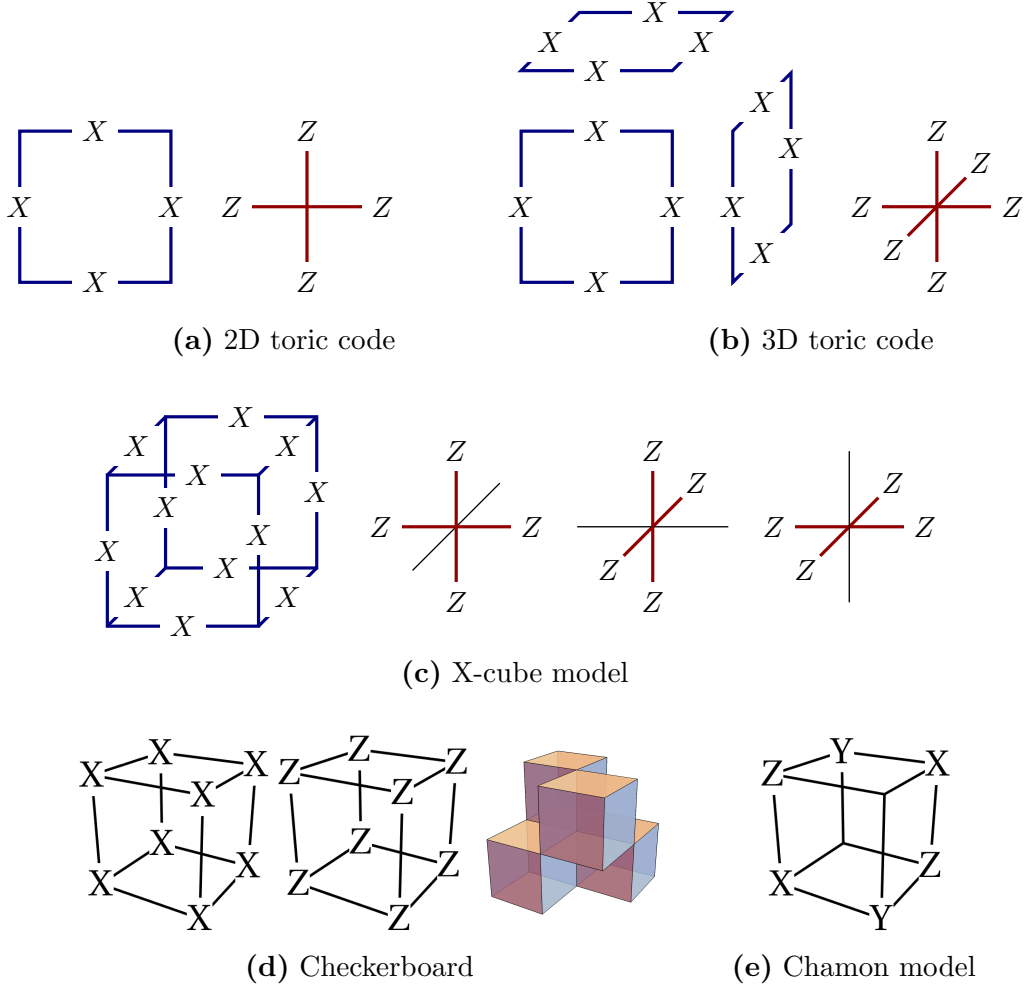 X X X X Z Z Z Z
X X X X
X X X X
X X X X
Z Z Z Z Z Z
(a) 2D toric code
(b) 3D toric code
X X X X X X X X X X X X
Z Z Z Z
Z Z Z Z
Z Z Z Z
(c) X-cube model
X X X X X X X X
Z Z Z Z Z Z Z Z
Y Z X X Z Y
(d) Checkerboard
(e) Chamon model